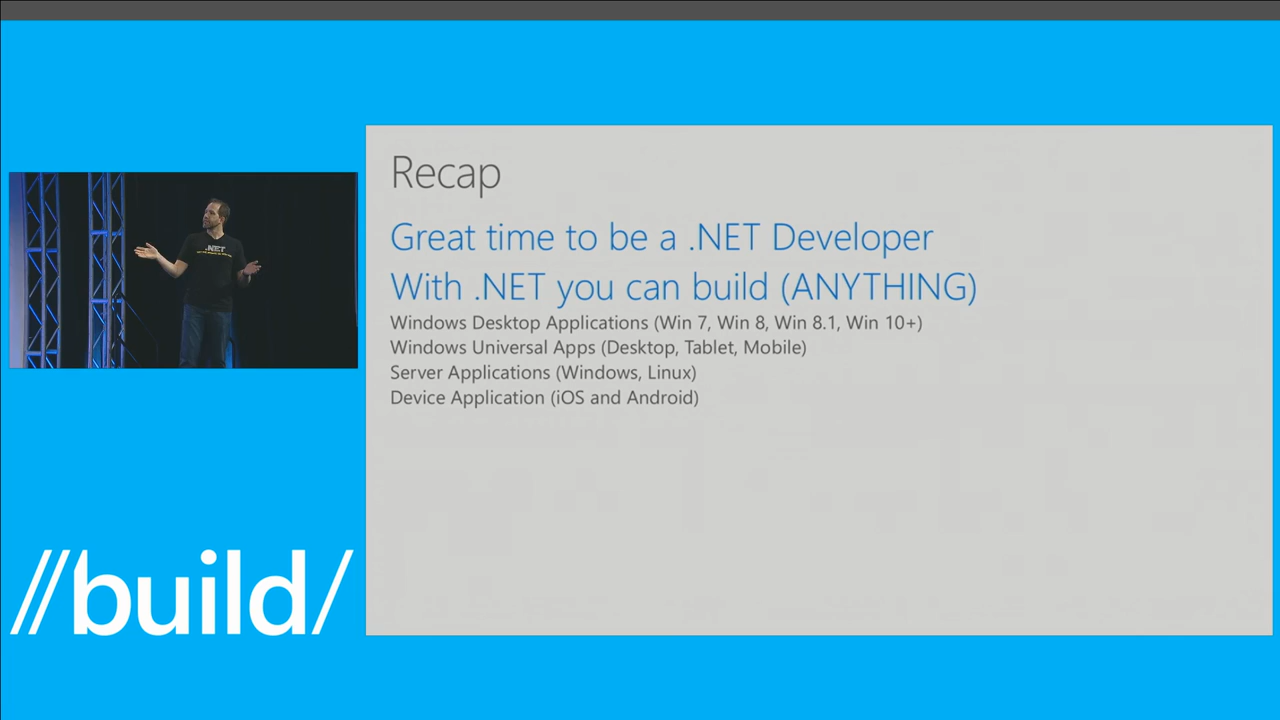 .NET
Recap
Great time to be a .NET Developer
With .NET you can build (ANYTHING)
Windows Desktop Applications (Win 7, Win 8, Win 8.1, Win 10+)
Windows Universal Apps (Desktop, Tablet, Mobile)
Server Applications (Windows, Linux)
Device Application (iOS and Android)
//build/